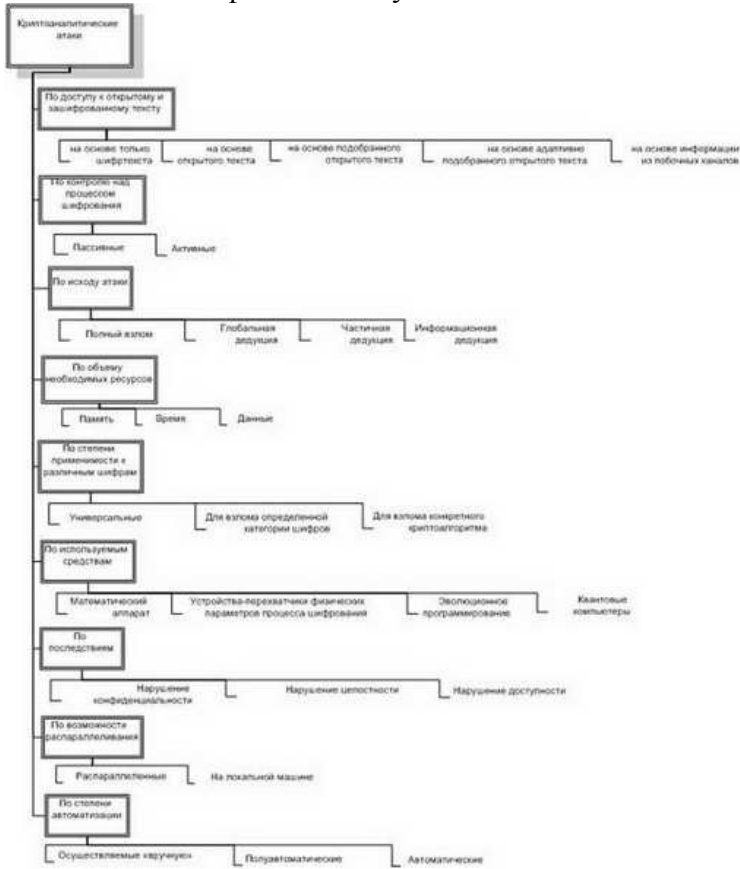 Криптоаналитические
атаки
По доступу к открытому и
зашифрованному тексту
на основе только
шифртекста
на основе
открытого текста
на основе подобранного
открытого текста
на основе адаптивно
подобранного открытого текста
на основе информации
из побочных каналов
По контролю над
процессом
шифрования
Пассивные
Активные
По исходу атаки
Полный взлом
Глобальная
дедукция
Частичная
дедукция
Информационная
дедукция
По объему
необходимых ресурсов
Память
Время
Данные
По степени
применимости к
различным шифрам
Универсальные
Для взлома определенной
категории шифров
Для взлома конкретного
криптоалгоритма
По используемым
средствам
Математический
аппарат
Устройства-перехватчики физических
параметров процесса шифрования
Эволюционное
программирование
Квантовые
компьютеры
По
последствиям
Нарушение
конфиденциальности
Нарушение целостности
Нарушение доступности
По возможности
распараллеливания
Распараллеленные
На локальной машине
По степени
автоматизации
Осуществляемые «вручную»
Полуавтоматические
Автоматические